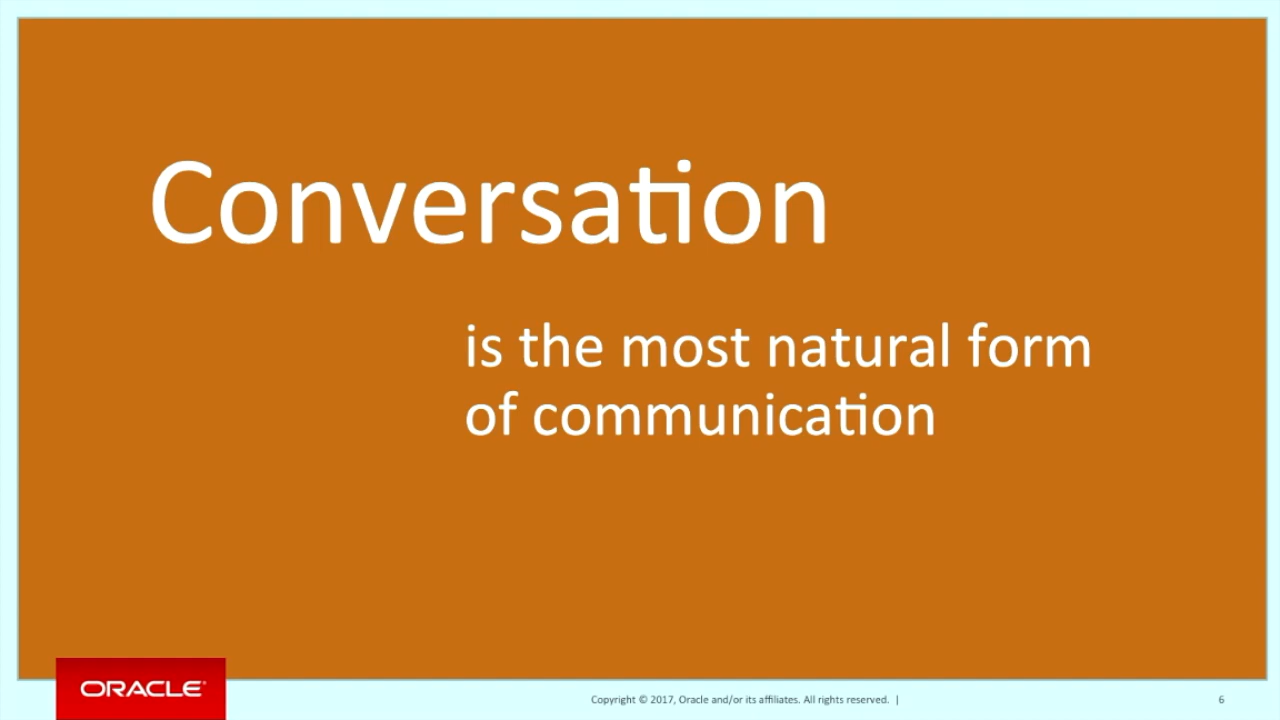 Conversation
is the most natural form
of communication
ORACLE®
Copyright © 2017, Oracle and/or its affiliates. All rights reserved. |
6